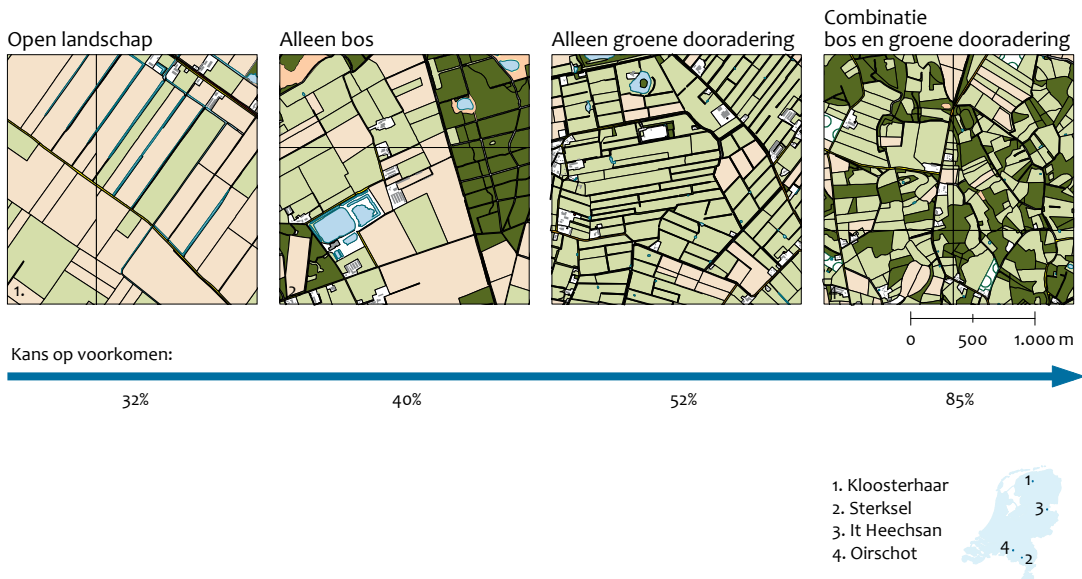 Open landschap
Alleen bos
Alleen groene dooradering
Combinatie
bos en groene dooradering
1.
0 500 1.000 m
Kans op voorkomen:
32% 40% 52% 85%
1. Kloosterhaar
2. Sterksel
3. It Heechsan
4. Oirschot
1.
3.
4.
2